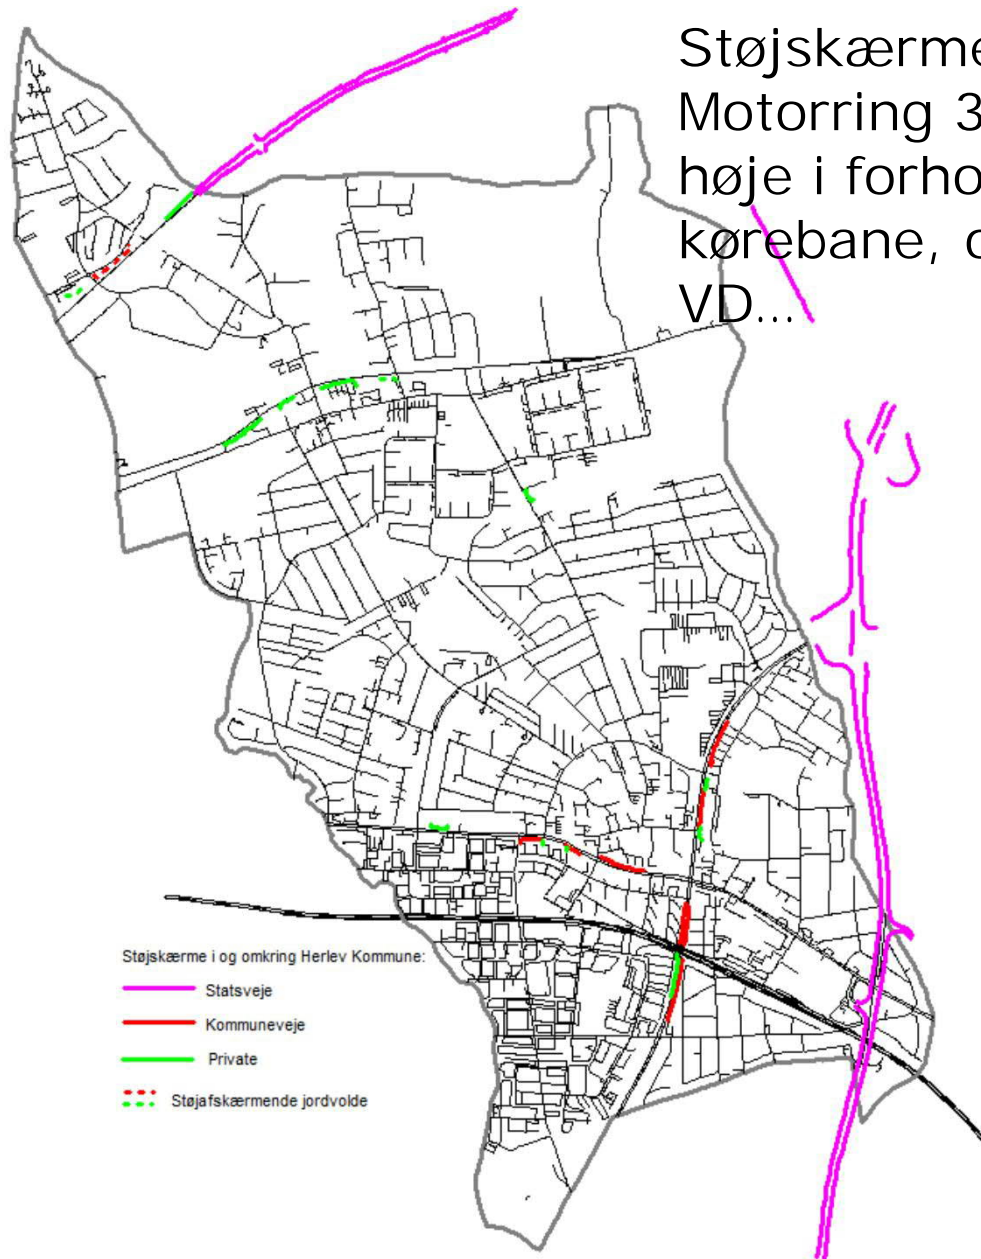 Støjskærme
Motorring 3
høje i forho
kørebane, o
VD...
Støjskærme i og omkring Herlev Kommune:
Statsveje
Kommuneveje
Private
Støjafskærmende jordvolde